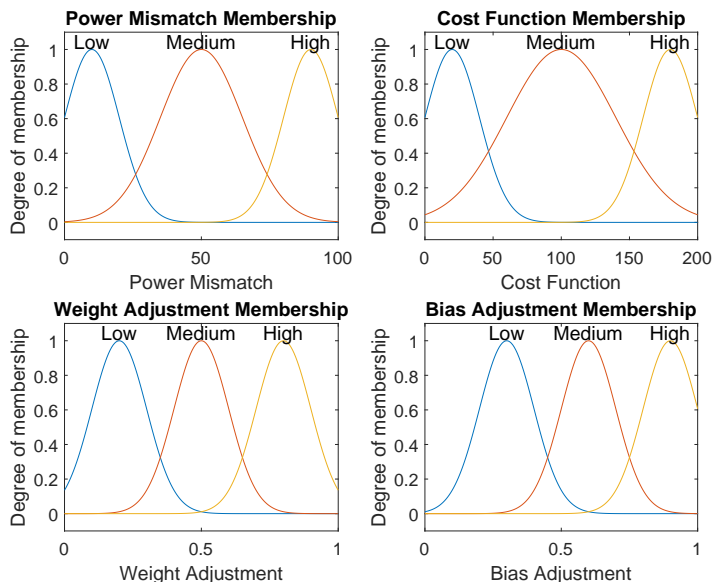 Power Mismatch Membership
Low Medium High
1
0.8
0.6
0.4
0.2
0
Degree of membership
0 50 100
Power Mismatch
Cost Function Membership
Low Medium High
1
0.8
0.6
0.4
0.2
0
Degree of membership
0 50 100 150 200
Cost Function
Weight Adjustment Membership
Low Medium High
1
0.8
0.6
0.4
0.2
0
Degree of membership
0 0.5 1
Weight Adjustment
Bias Adjustment Membership
Low Medium High
1
0.8
0.6
0.4
0.2
0
Degree of membership
0 0.5 1
Bias Adjustment